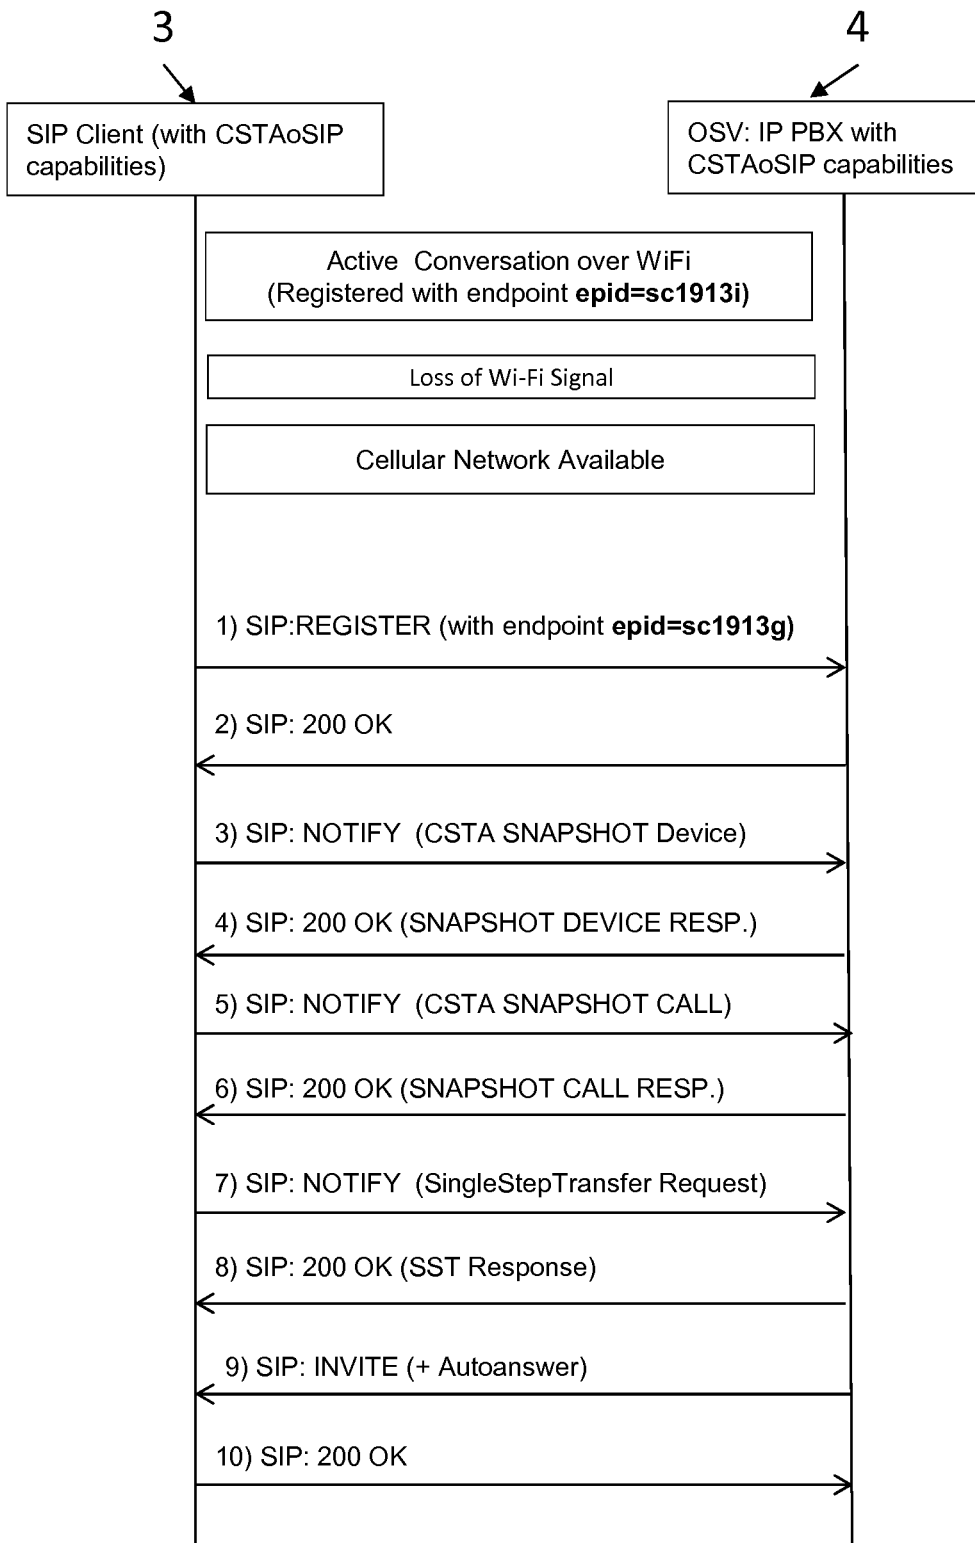 3
4
SIP Client (with CSTAoSIP
capabilities)
OSV: IP PBX with
CSTAoSIP capabilities
Active Conversation over WiFi
(Registered with endpoint epid=sc1913i)
Loss of Wi-Fi Signal
Cellular Network Available
1) SIP:REGISTER (with endpoint epid=sc1913g)
2) SIP: 200 OK
3) SIP: NOTIFY (CSTA SNAPSHOT Device)
4) SIP: 200 OK (SNAPSHOT DEVICE RESP.)
5) SIP: NOTIFY (CSTA SNAPSHOT CALL)
6) SIP: 200 OK (SNAPSHOT CALL RESP.)
7) SIP: NOTIFY (SingleStepTransfer Request)
8) SIP: 200 OK (SST Response)
9) SIP: INVITE (+ Autoanswer)
10) SIP: 200 OK